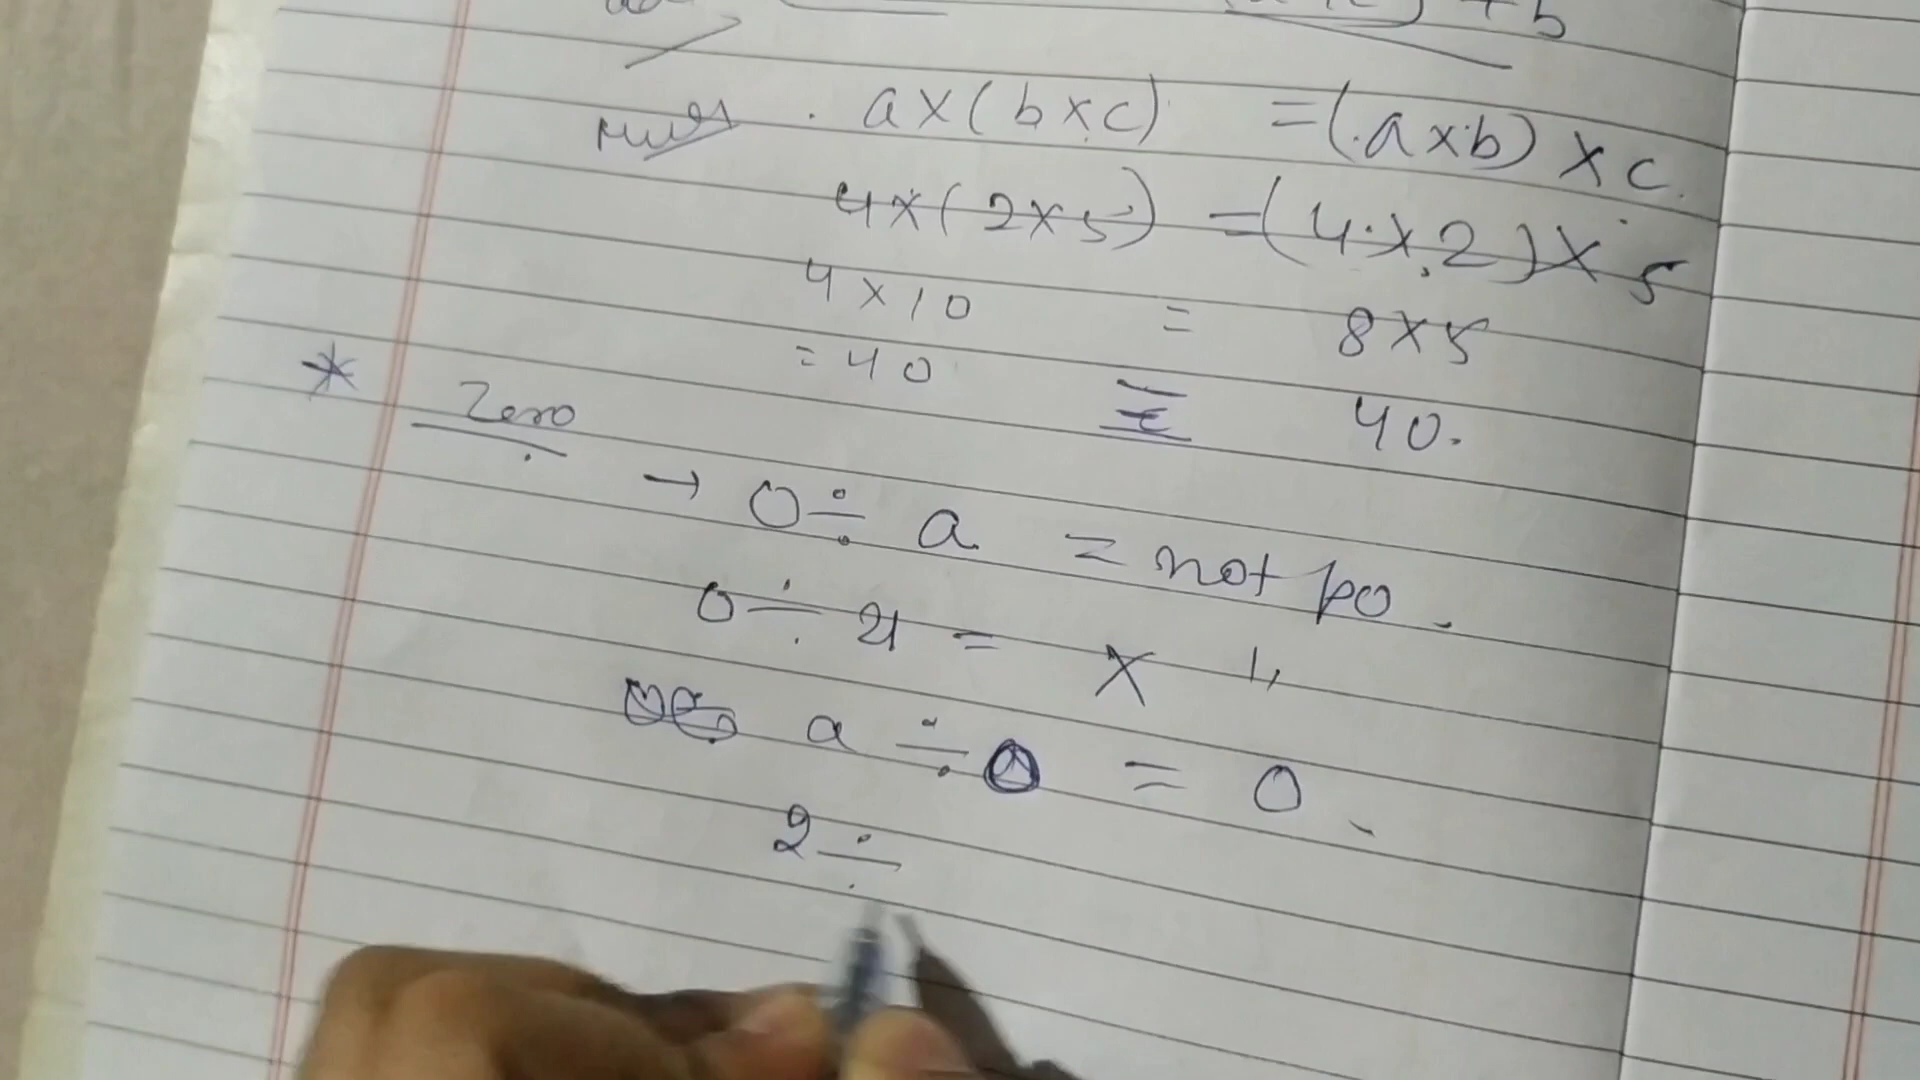 + b
a x ( b x c ) = ( a x b ) x c .
4 x ( 2 x 5 ) = ( 4 x 2 ) x 5
4 x 10 = 8 x 5
= 40 = 40 .
* Zero
→ 0 ÷ a = not po .
0 ÷ 4 = x 1,
a ÷ 0 = 0 .
2 ÷